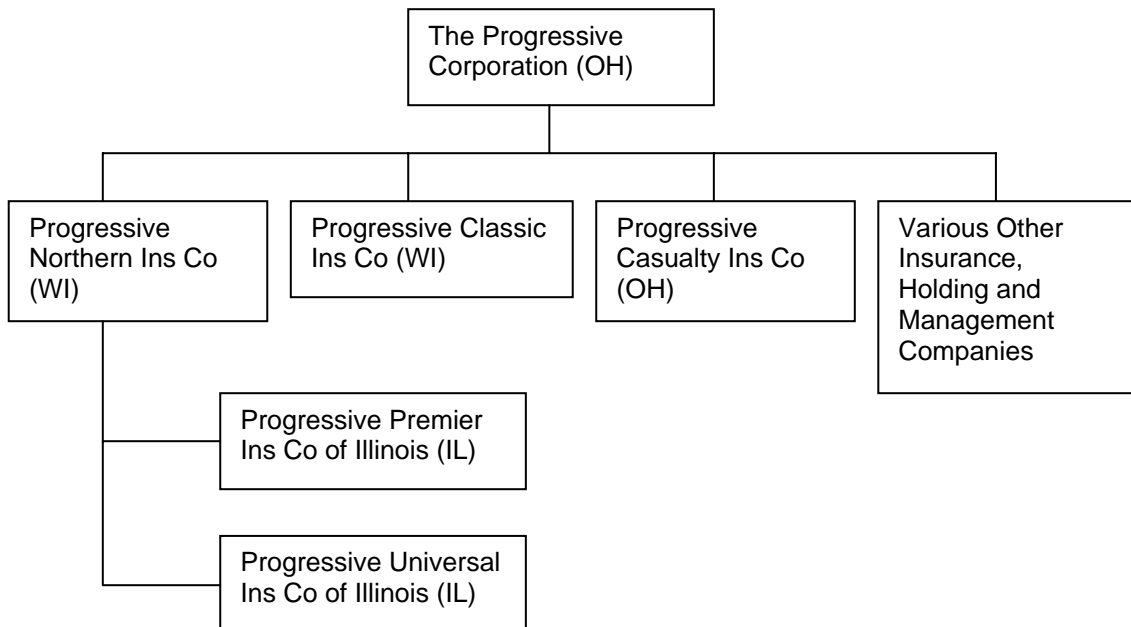 The Progressive
Corporation (OH)
Progressive
Northern Ins Co
(WI)
Progressive Classic
Ins Co (WI)
Progressive
Casualty Ins Co
(OH)
Various Other
Insurance,
Holding and
Management
Companies
Progressive Premier
Ins Co of Illinois (IL)
Progressive Universal
Ins Co of Illinois (IL)